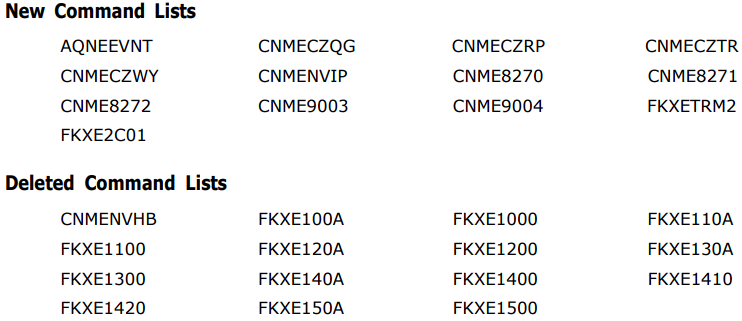 New Command Lists
AQNEEVNT CNMECZQG CNMECZRP CNMECZTR
CNMECZWY CNMENVIP CNME8270 CNME8271
CNME8272 CNME9003 CNME9004 FKXETRM2
FKXE2C01
Deleted Command Lists
CNMENVHB FKXE100A FKXE1000 FKXE110A
FKXE1100 FKXE120A FKXE1200 FKXE130A
FKXE1300 FKXE140A FKXE1400 FKXE1410
FKXE1420 FKXE150A FKXE1500